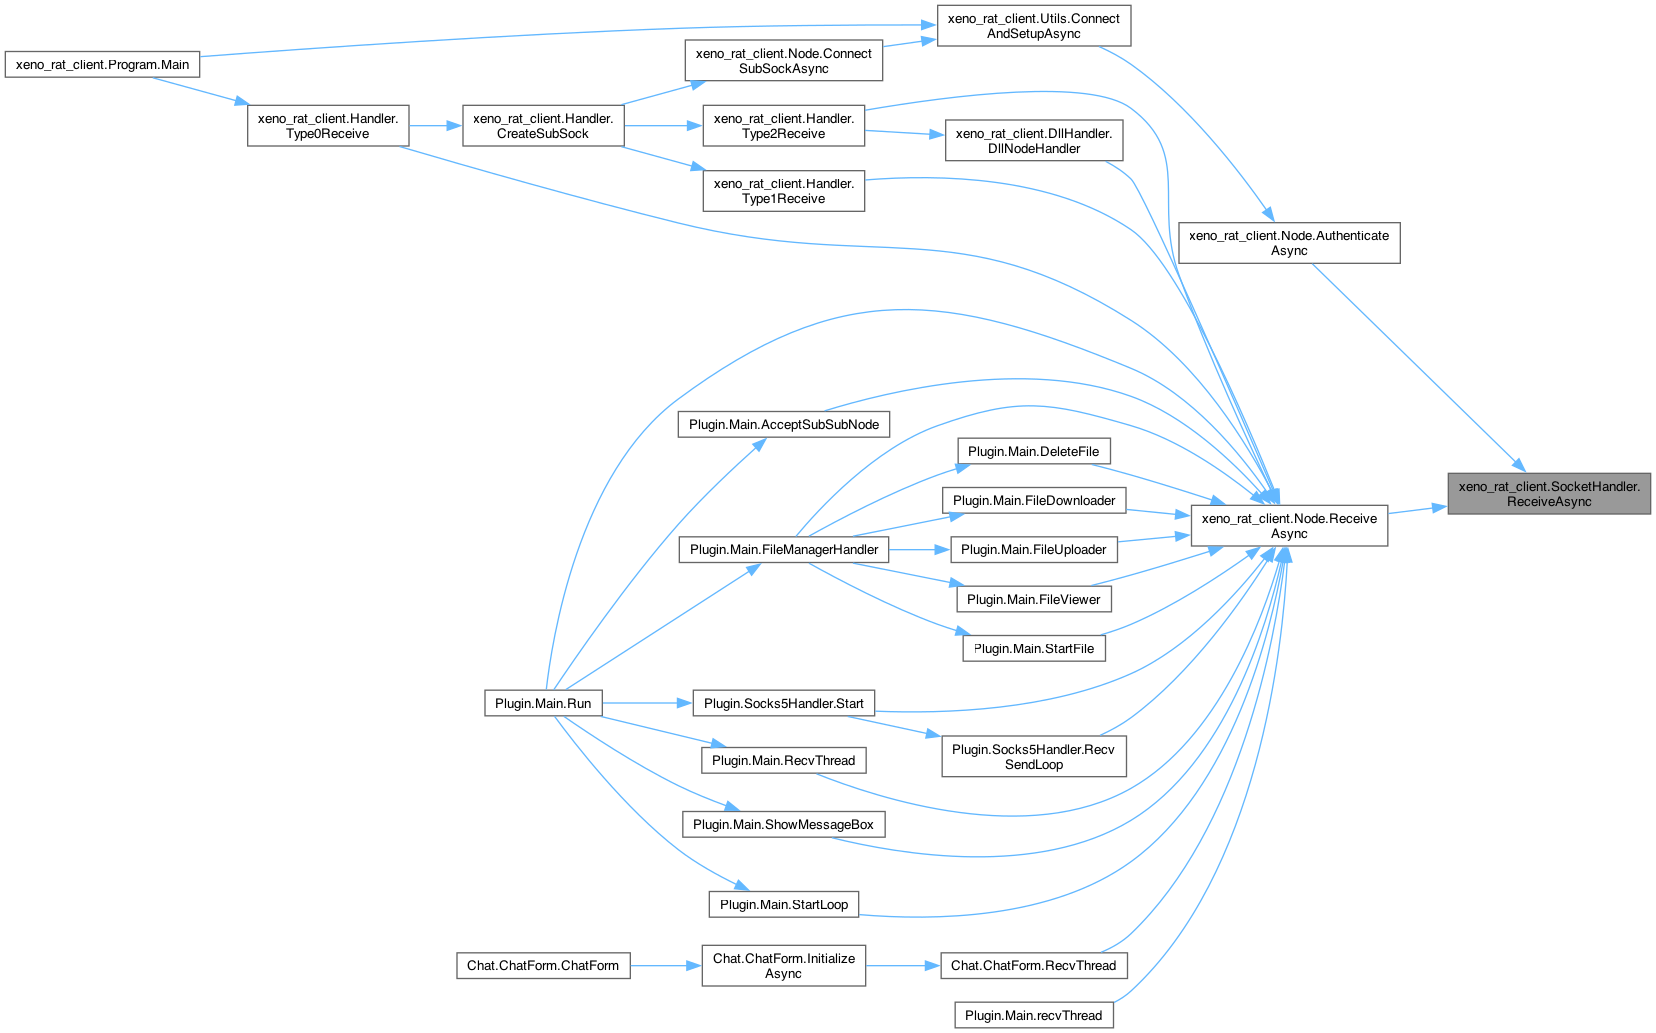 xeno_rat_client.Utils.Connect
AndSetupAsync
xeno_rat_client.Program.Main
xeno_rat_client.Node.Connect
SubSockAsync
xeno_rat_client.Handler.
Type0Receive
xeno_rat_client.Handler.
CreateSubSock
xeno_rat_client.Handler.
Type2Receive
xeno_rat_client.DllHandler.
DllNodeHandler
xeno_rat_client.Handler.
Type1Receive
xeno_rat_client.Node.Authenticate
Async
Plugin.Main.AcceptSubSubNode
Plugin.Main.DeleteFile
xeno_rat_client.SocketHandler.
ReceiveAsync
Plugin.Main.FileDownloader
xeno_rat_client.Node.Receive
Async
Plugin.Main.FileManagerHandler
Plugin.Main.FileUploader
Plugin.Main.FileViewer
Plugin.Main.StartFile
Plugin.Main.Run
Plugin.Socks5Handler.Start
Plugin.Socks5Handler.Recv
SendLoop
Plugin.Main.RecvThread
Plugin.Main.ShowMessageBox
Plugin.Main.StartLoop
Chat.ChatForm.ChatForm
Chat.ChatForm.Initialize
Async
Chat.ChatForm.RecvThread
Plugin.Main.recvThread